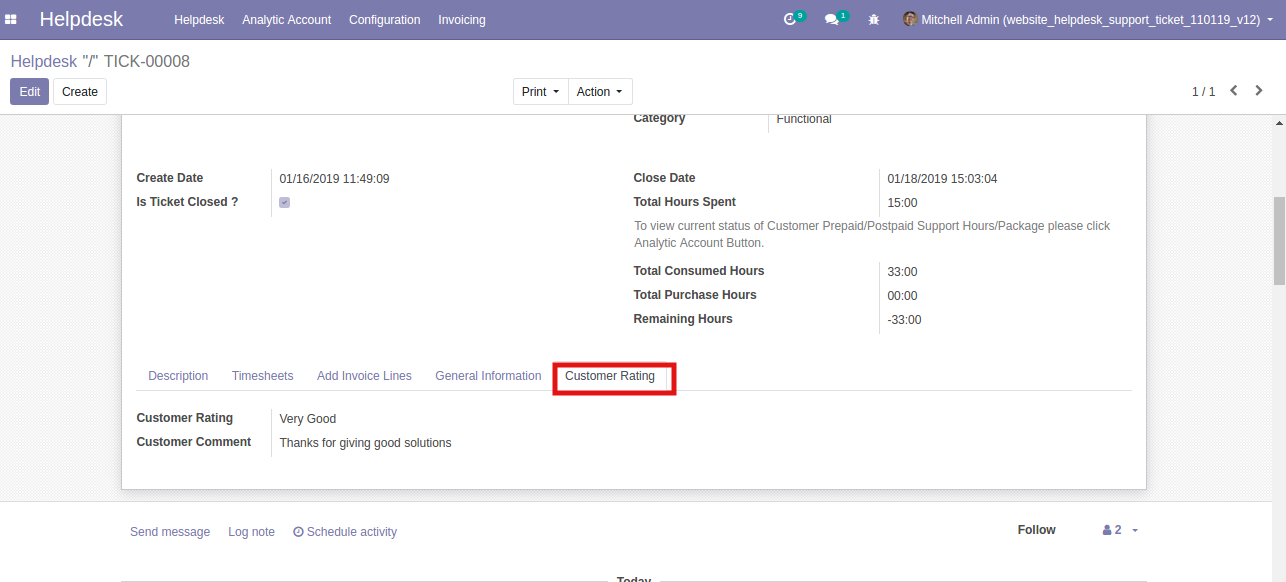 Helpdesk Helpdesk Analytic Account Configuration Invoicing 9 1 Mitchell Admin (website_helpdesk_support_ticket_110119_v12)
Helpdesk "/" TICK-00008
Edit Create Print Action 1 / 1
Category Functional
Create Date 01/16/2019 11:49:09 Close Date 01/18/2019 15:03:04
Is Ticket Closed ? Total Hours Spent 15:00
To view current status of Customer Prepaid/Postpaid Support Hours/Package please click
Analytic Account Button.
Total Consumed Hours 33:00
Total Purchase Hours 00:00
Remaining Hours -33:00
Description Timesheets Add Invoice Lines General Information Customer Rating
Customer Rating Very Good
Customer Comment Thanks for giving good solutions
Send message Log note Schedule activity Follow 2
Today